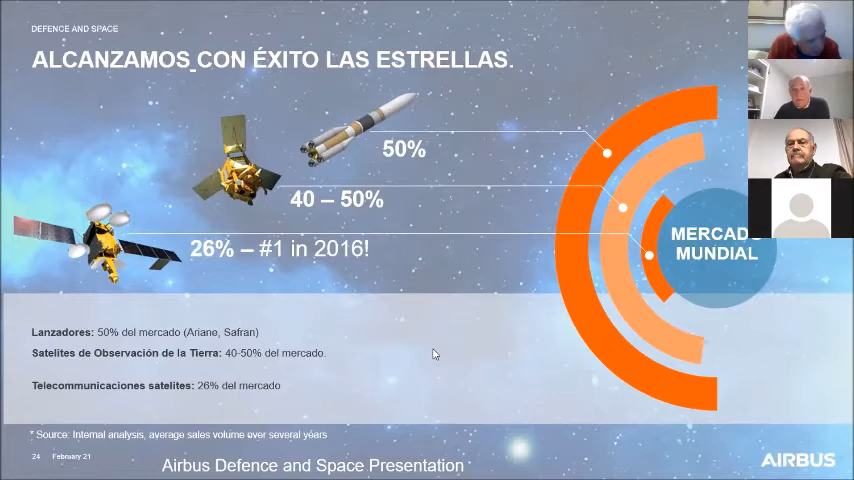 DEFENCE AND SPACE
ALCANZAMOS CON ÉXITO LAS ESTRELLAS.
50%
40 – 50%
26% – #1 in 2016!
MERCADO
MUNDIAL
Lanzadores: 50% del mercado (Ariane, Safran)
Satelites de Observación de la Tierra: 40-50% del mercado.
Telecommunicaciones satelites: 26% del mercado
* Source: Internal analysis, average sales volume over several years
24 February 21
Airbus Defence and Space Presentation
AIRBUS